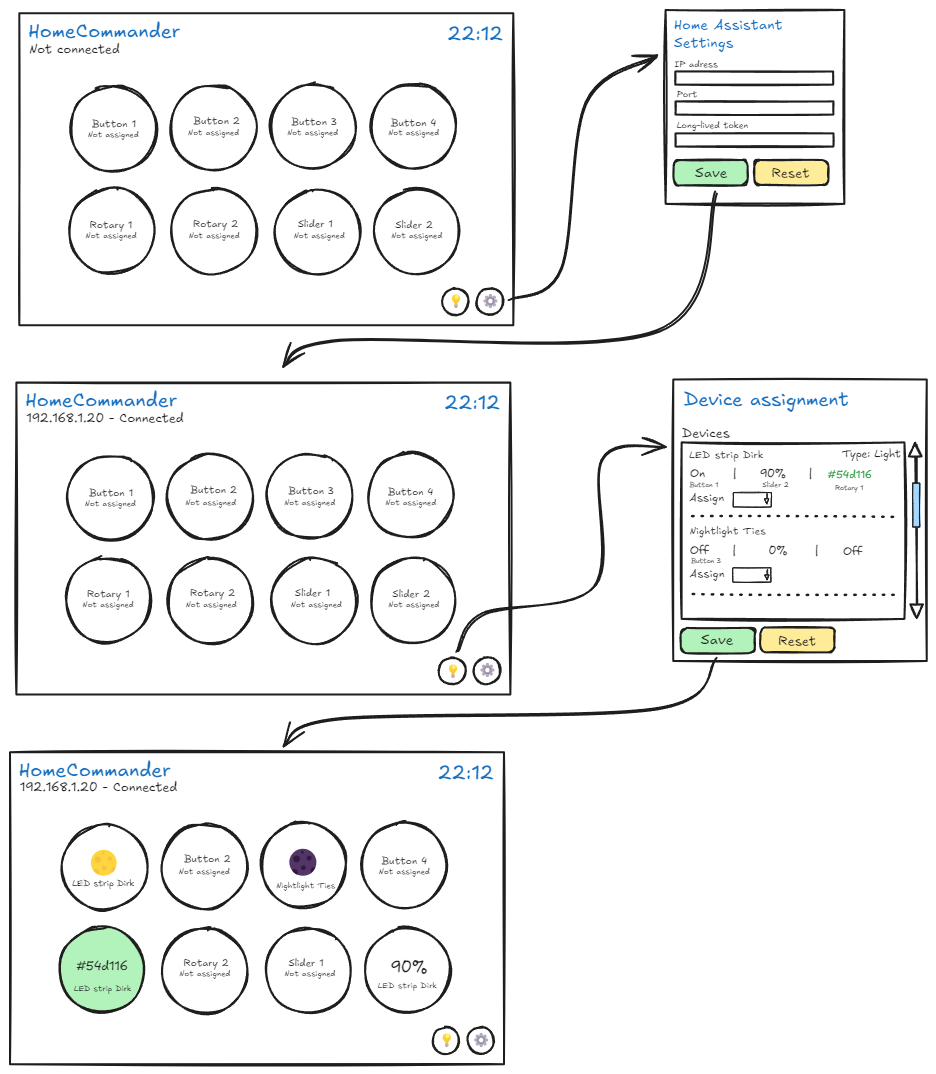 HomeCommander
22:12
Not connected
Button 1
Not assigned
Button 2
Not assigned
Button 3
Not assigned
Button 4
Not assigned
Rotary 1
Not assigned
Rotary 2
Not assigned
Slider 1
Not assigned
Slider 2
Not assigned
Home Assistant
Settings
IP adress
Port
Long-lived token
Save
Reset
HomeCommander
22:12
192.168.1.20 - Connected
Button 1
Not assigned
Button 2
Not assigned
Button 3
Not assigned
Button 4
Not assigned
Rotary 1
Not assigned
Rotary 2
Not assigned
Slider 1
Not assigned
Slider 2
Not assigned
Device assignment
Devices
LED strip Dirk
Type: Light
On | 90% | #54d116
Button 1 Slider 2 Rotary 1
Assign
Nightlight Ties
Off | 0% | Off
Button 3
Assign
Save
Reset
HomeCommander
22:12
192.168.1.20 - Connected
LED strip Dirk
Button 2
Not assigned
Nightlight Ties
Button 4
Not assigned
#54d116
LED strip Dirk
Rotary 2
Not assigned
Slider 1
Not assigned
90%
LED strip Dirk